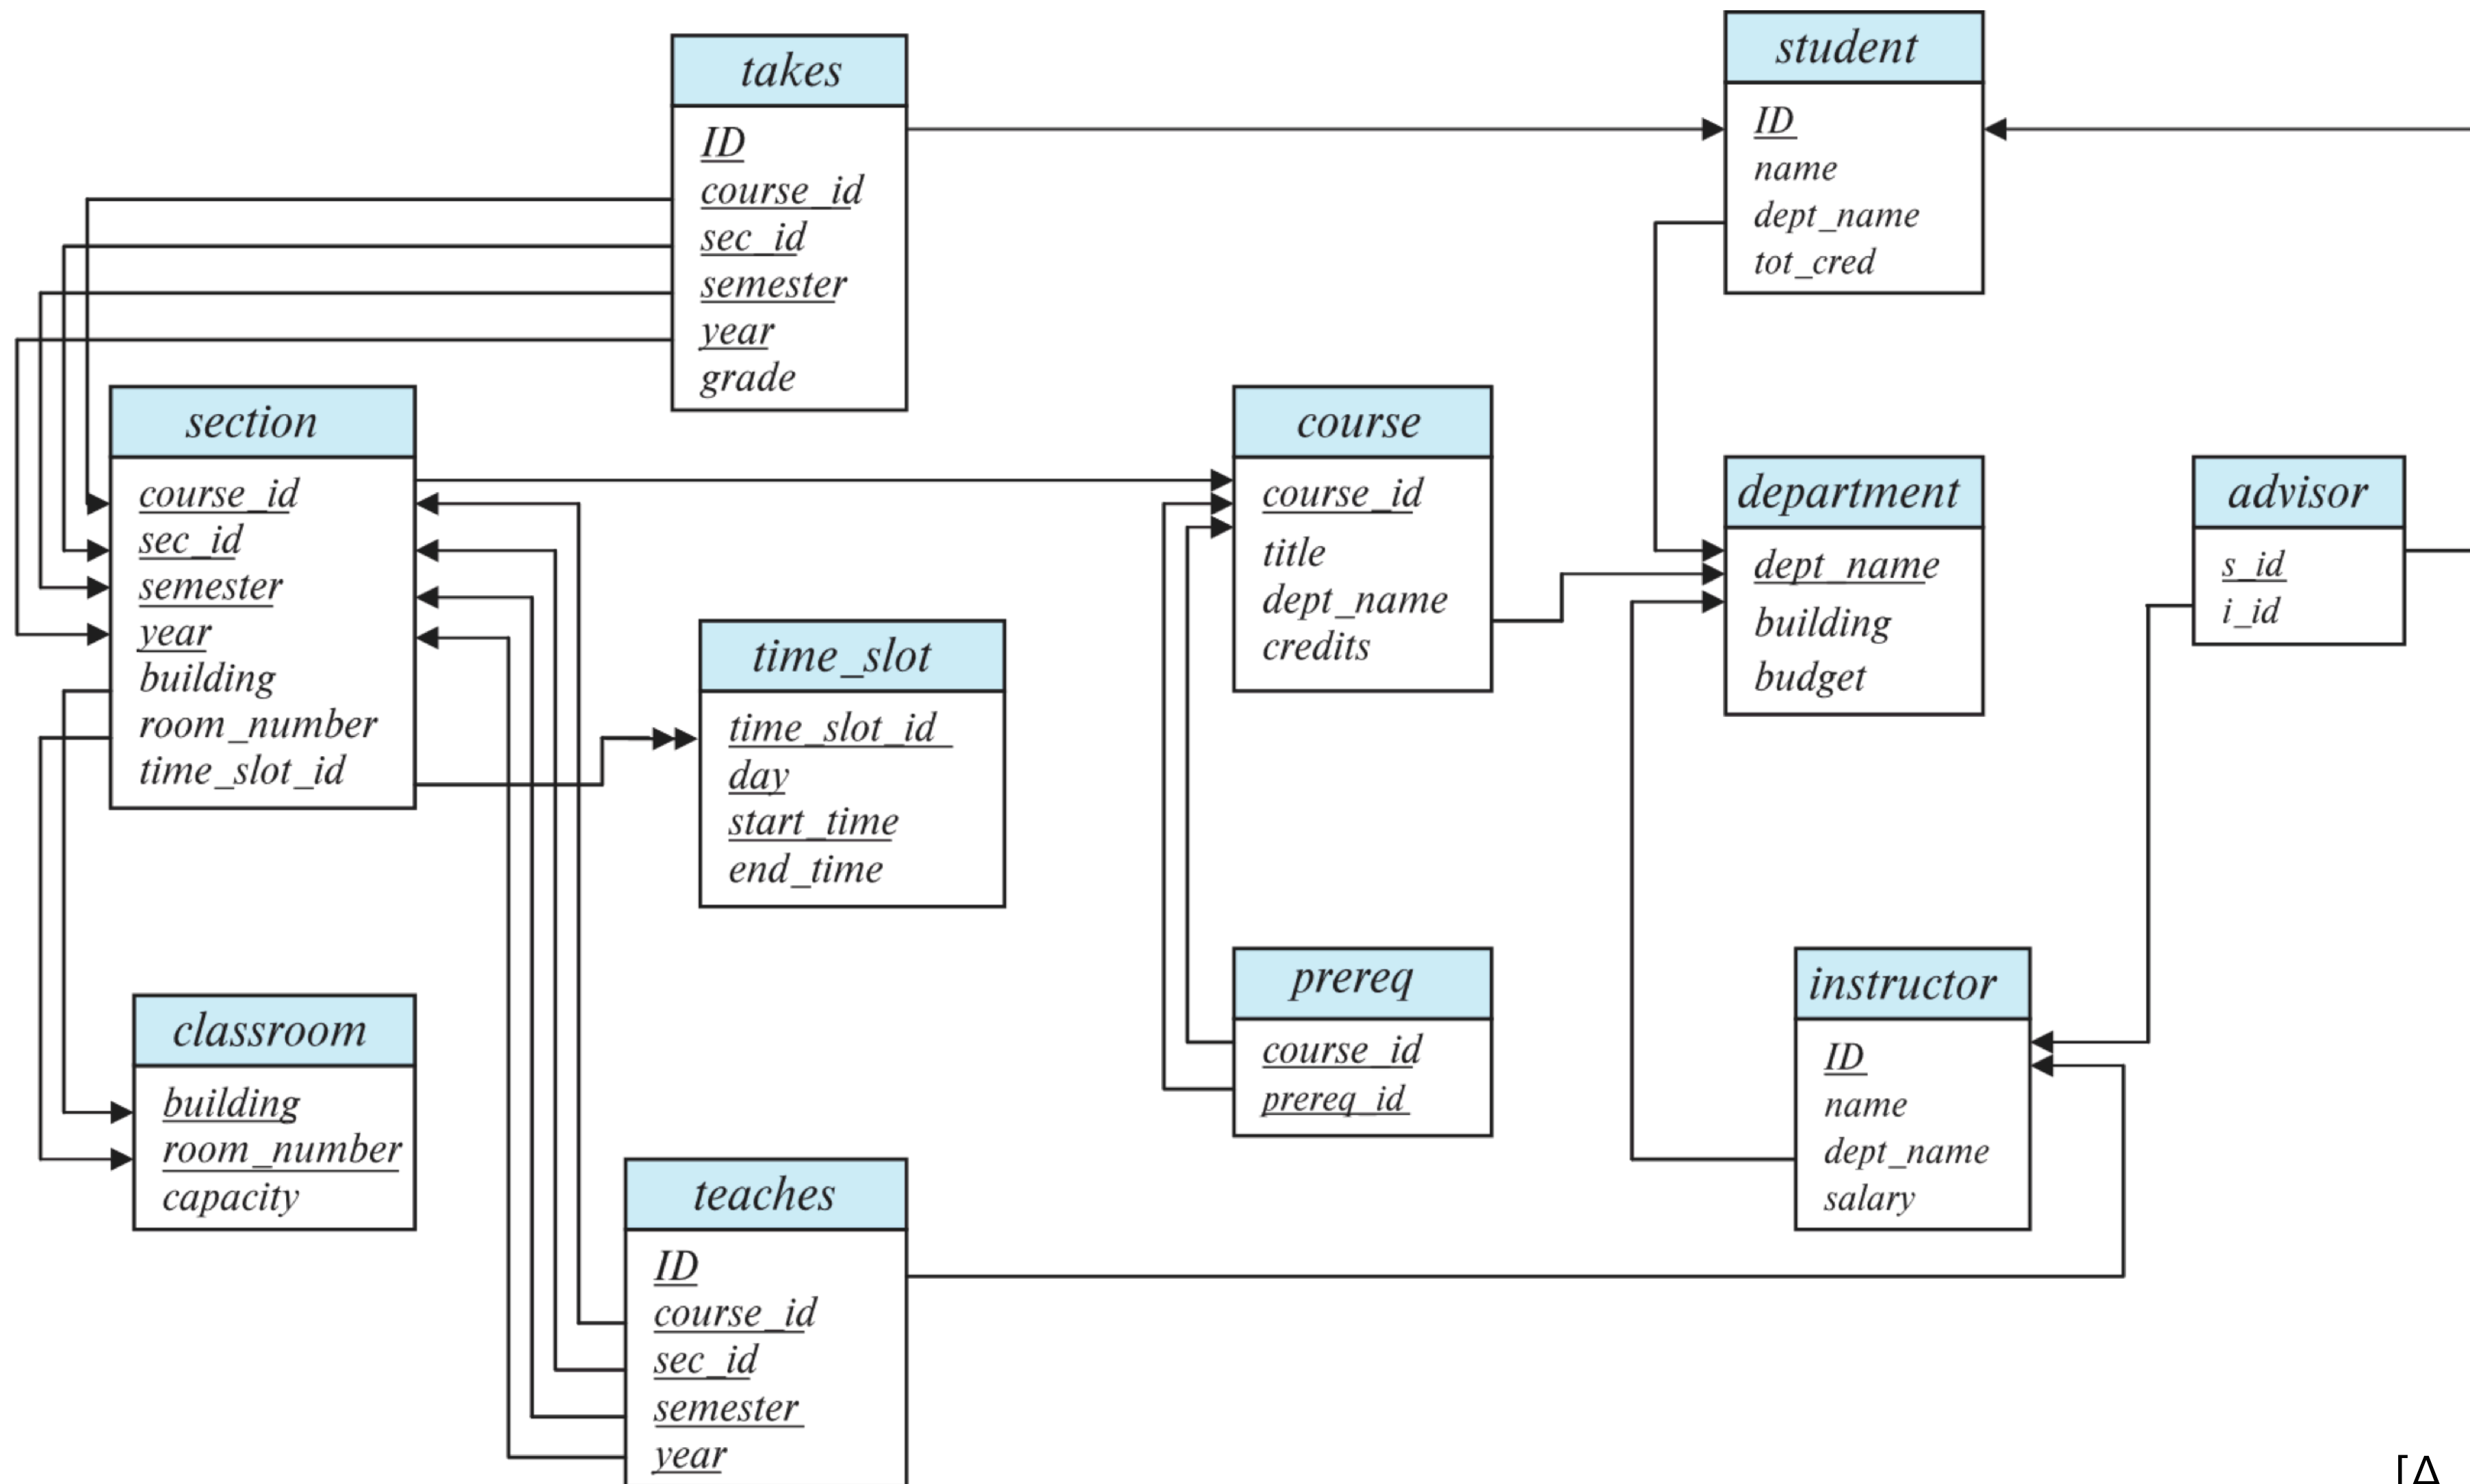 takes
ID
course_id
sec_id
semester
year
grade
student
ID
name
dept_name
tot_cred
section
course_id
sec_id
semester
year
building
room_number
time_slot_id
course
course_id
title
dept_name
credits
department
dept_name
building
budget
advisor
s_id
i_id
time_slot
time_slot_id
day
start_time
end_time
classroom
building
room_number
capacity
prereq
course_id
prereq_id
instructor
ID
name
dept_name
salary
teaches
ID
course_id
sec_id
semester
year